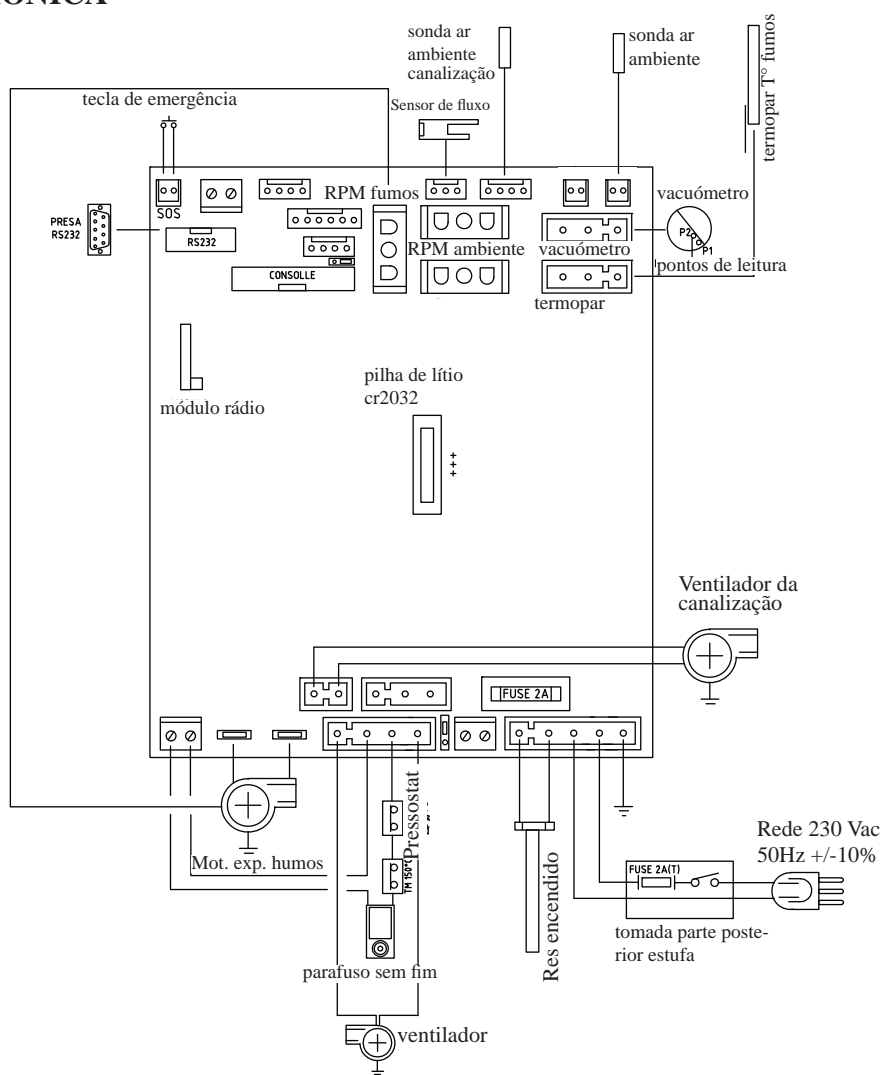 sonda ar
ambiente
canalização
sonda ar
ambiente
termopar T° fumos
tecla de emergência
Sensor de fluxo
SOS
RPM fumos
vacuómetro
PRESA
RS232
RS232
RPM ambiente
vacuómetro
P2
P1
CONSOLLE
pontos de leitura
termopar
módulo rádio
pilha de lítio
cr2032
+++
Ventilador da
canalização
FUSE 2A
Pressostat
Mot. exp. humos
TM 150°C
Rede 230 Vac
50Hz +/-10%
FUSE 2A(T)
Res encendido
tomada parte poste-
rior estufa
parafuso sem fim
ventilador